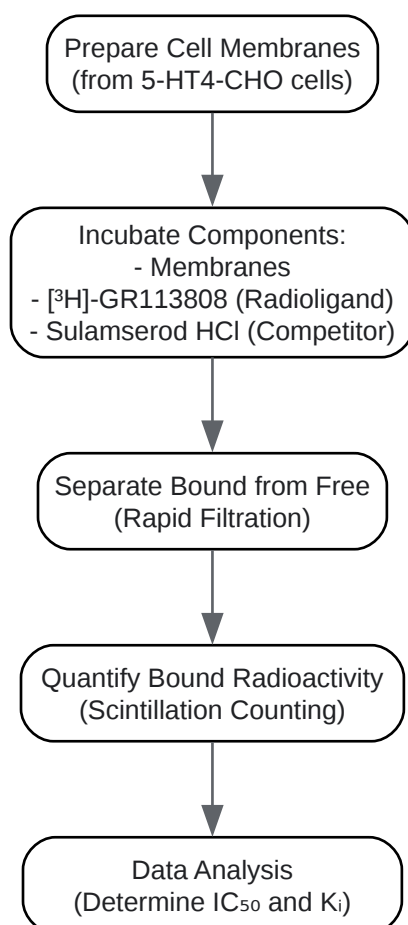 Prepare Cell Membranes
(from 5-HT4-CHO cells)
Incubate Components:
- Membranes
- [³H]-GR113808 (Radioligand)
- Sulamserod HCl (Competitor)
Separate Bound from Free
(Rapid Filtration)
Quantify Bound Radioactivity
(Scintillation Counting)
Data Analysis
(Determine IC₅₀ and Kᵢ)